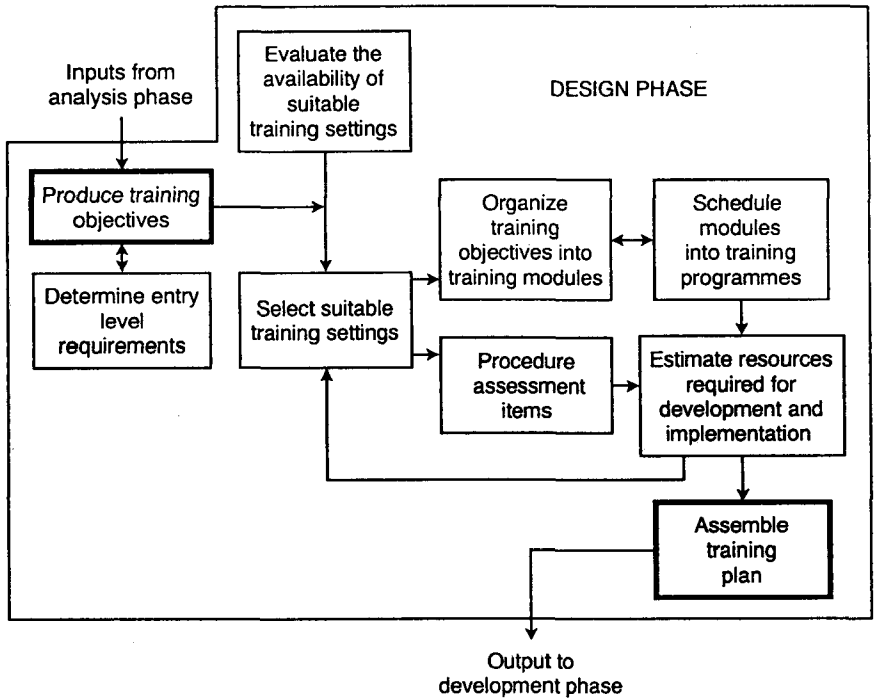 Inputs from
analysis phase
Evaluate the
availability of
suitable
training settings
DESIGN PHASE
Produce training
objectives
Determine entry
level
requirements
Select suitable
training settings
Organize
training
objectives into
training modules
Schedule
modules
into training
programmes
Procedure
assessment
items
Estimate resources
required for
development and
implementation
Assemble
training
plan
Output to
development phase